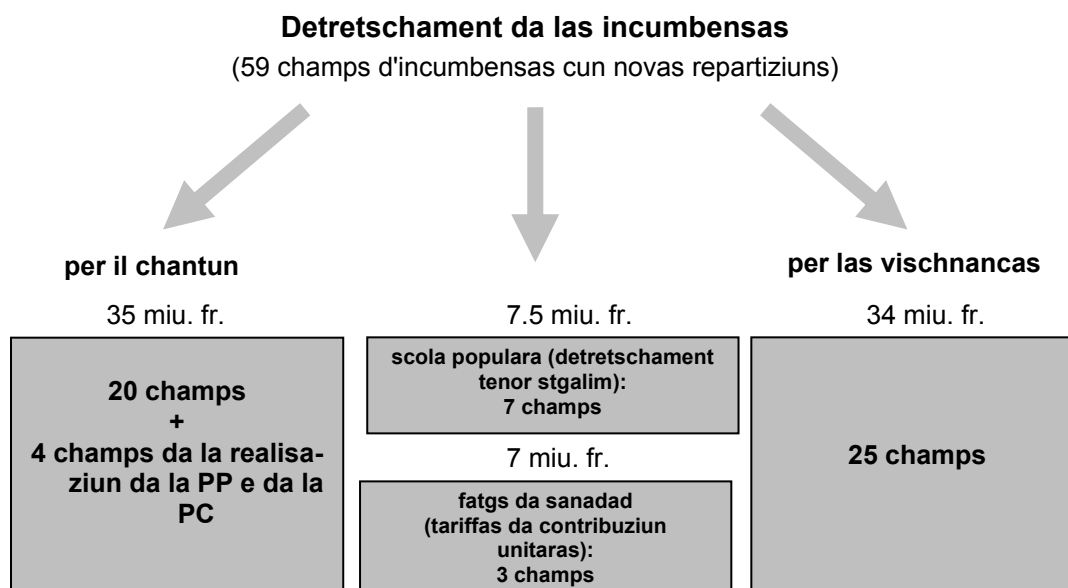 Detretschament da las incumbensas
(59 champs d'incumbensas cun novas repartiziuns)
per il chantun
35 miu. fr.
20 champs
+
4 champs da la realisa-
ziun da la PP e da la
PC
7.5 miu. fr.
scola populara (detretschament
tenor stgalim):
7 champs
7 miu. fr.
fatgs da sanadad
(tariffas da contribuziun
unitaras):
3 champs
per las vischnancas
34 miu. fr.
25 champs